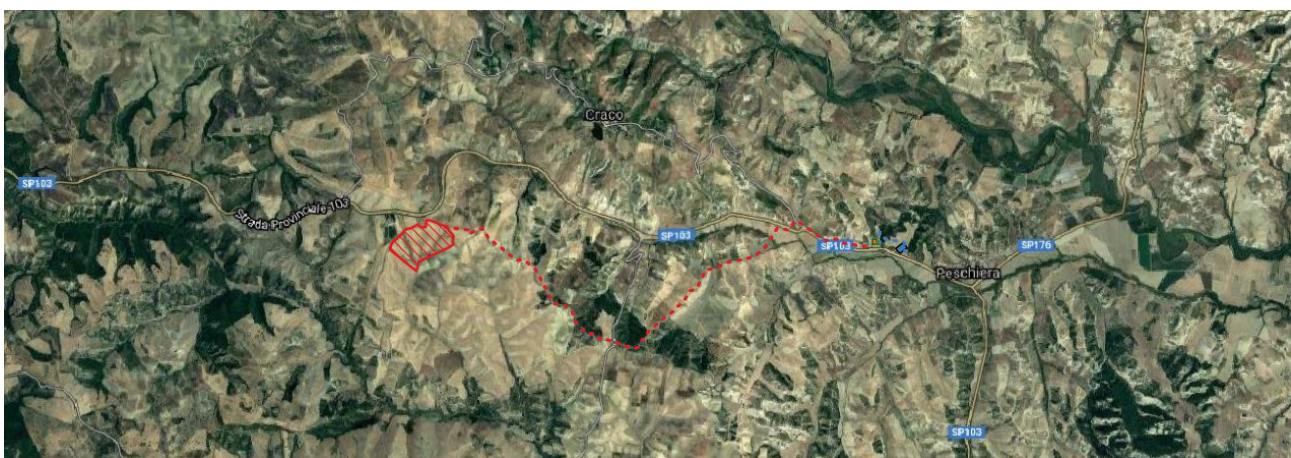 Craco
SP103
Strada Provinciale 103
SP103
SP103
SP176
Peschiera
SP103